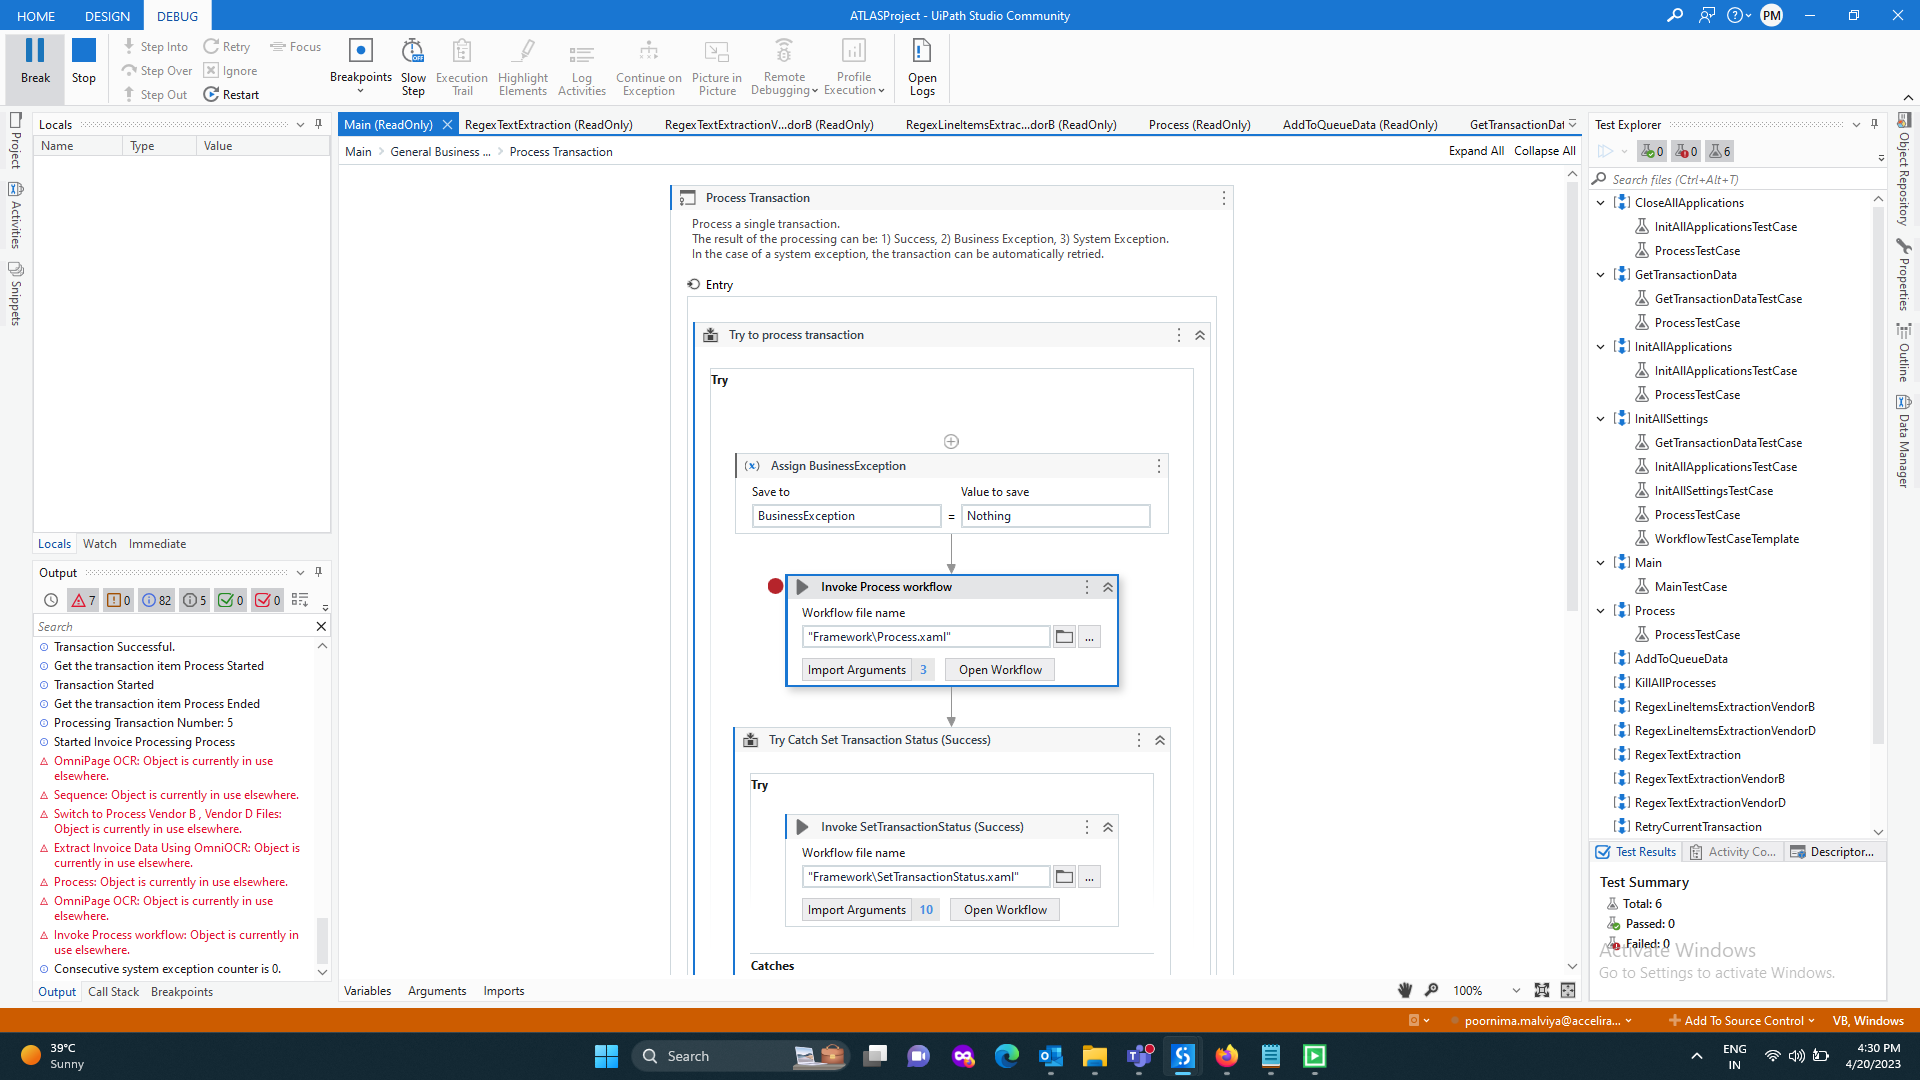 HOME
DESIGN
DEBUG
ATLASProject - UiPath Studio Community
PM
Break
Stop
Step Into
Step Over
Step Out
Retry
Ignore
Restart
Focus
Breakpoints
Slow
Step
Execution
Trail
Highlight
Elements
Log
Activities
Continue on
Exception
Picture in
Picture
Remote
Debugging
Profile
Execution
Open
Logs
Project
Activities
Snippets
Locals
Name
Type
Value
Locals
Watch
Immediate
Output
7
0
82
5
0
0
Search
Transaction Successful.
Get the transaction item Process Started
Transaction Started
Get the transaction item Process Ended
Processing Transaction Number: 5
Started Invoice Processing Process
OmniPage OCR: Object is currently in use
elsewhere.
Sequence: Object is currently in use elsewhere.
Switch to Process Vendor B , Vendor D Files:
Object is currently in use elsewhere.
Extract Invoice Data Using OmniOCR: Object is
currently in use elsewhere.
Process: Object is currently in use elsewhere.
OmniPage OCR: Object is currently in use
elsewhere.
Invoke Process workflow: Object is currently in
use elsewhere.
Consecutive system exception counter is 0.
Output
Call Stack
Breakpoints
Main (ReadOnly)
RegexTextExtraction (ReadOnly)
RegexTextExtractionV...dorB (ReadOnly)
RegexLineItemsExtrac...dorB (ReadOnly)
Process (ReadOnly)
AddToQueueData (ReadOnly)
GetTransactionDat
Main
General Business ...
Process Transaction
Expand All
Collapse All
Process Transaction
Process a single transaction.
The result of the processing can be: 1) Success, 2) Business Exception, 3) System Exception.
In the case of a system exception, the transaction can be automatically retried.
Entry
Try to process transaction
Try
(x) Assign BusinessException
Save to
Value to save
BusinessException
=
Nothing
Invoke Process workflow
Workflow file name
"Framework\Process.xaml"
...
Import Arguments 3
Open Workflow
Try Catch Set Transaction Status (Success)
Try
Invoke SetTransactionStatus (Success)
Workflow file name
"Framework\SetTransactionStatus.xaml"
...
Import Arguments 10
Open Workflow
Catches
Variables
Arguments
Imports
100%
Test Explorer
0
0
6
Search files (Ctrl+Alt+T)
CloseAllApplications
InitAllApplicationsTestCase
ProcessTestCase
GetTransactionData
GetTransactionDataTestCase
ProcessTestCase
InitAllApplications
InitAllApplicationsTestCase
ProcessTestCase
InitAllSettings
GetTransactionDataTestCase
InitAllApplicationsTestCase
InitAllSettingsTestCase
ProcessTestCase
WorkflowTestCaseTemplate
Main
MainTestCase
Process
ProcessTestCase
AddToQueueData
KillAllProcesses
RegexLineItemsExtractionVendorB
RegexLineItemsExtractionVendorD
RegexTextExtraction
RegexTextExtractionVendorB
RegexTextExtractionVendorD
RetryCurrentTransaction
Test Results
Activity Co...
Descriptor...
Test Summary
Total: 6
Passed: 0
Failed: 0
Activate Windows
Go to Settings to activate Windows.
Object Repository
Properties
Outline
Data Manager
poornima.malviya@accelira...
Add To Source Control
VB, Windows
39°C
Sunny
Search
ENG
IN
4:30 PM
4/20/2023